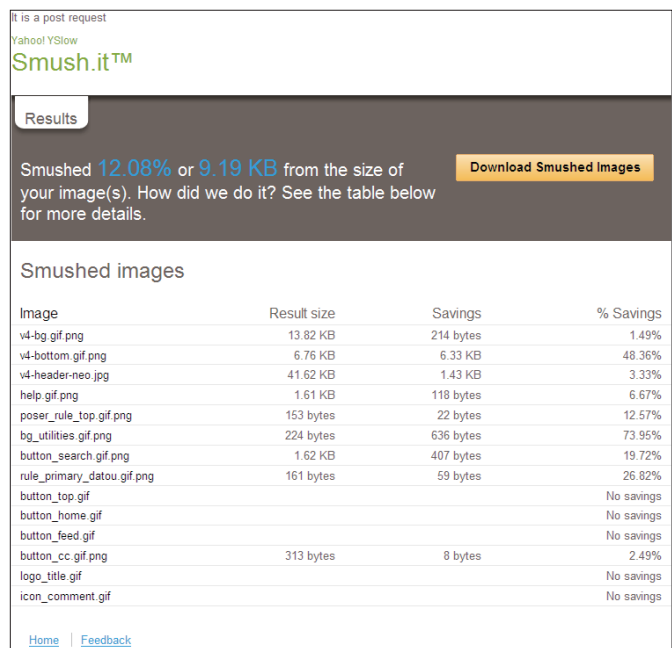 It is a post request
Yahoo! YSlow
Smush.it™
Results
Smushed 12.08% or 9.19 KB from the size of
your image(s). How did we do it? See the table below
for more details.
Download Smushed Images
Smushed images
Image Result size Savings % Savings
v4-bg.gif.png 13.82 KB 214 bytes 1.49%
v4-bottom.gif.png 6.76 KB 6.33 KB 48.36%
v4-header-neo.jpg 41.62 KB 1.43 KB 3.33%
help.gif.png 1.61 KB 118 bytes 6.67%
poser_rule_top.gif.png 153 bytes 22 bytes 12.57%
bg_utilities.gif.png 224 bytes 636 bytes 73.95%
button_search.gif.png 1.62 KB 407 bytes 19.72%
rule_primary_datou.gif.png 161 bytes 59 bytes 26.82%
button_top.gif No savings
button_home.gif No savings
button_feed.gif No savings
button_cc.gif.png 313 bytes 8 bytes 2.49%
logo_title.gif No savings
icon_comment.gif No savings
Home | Feedback